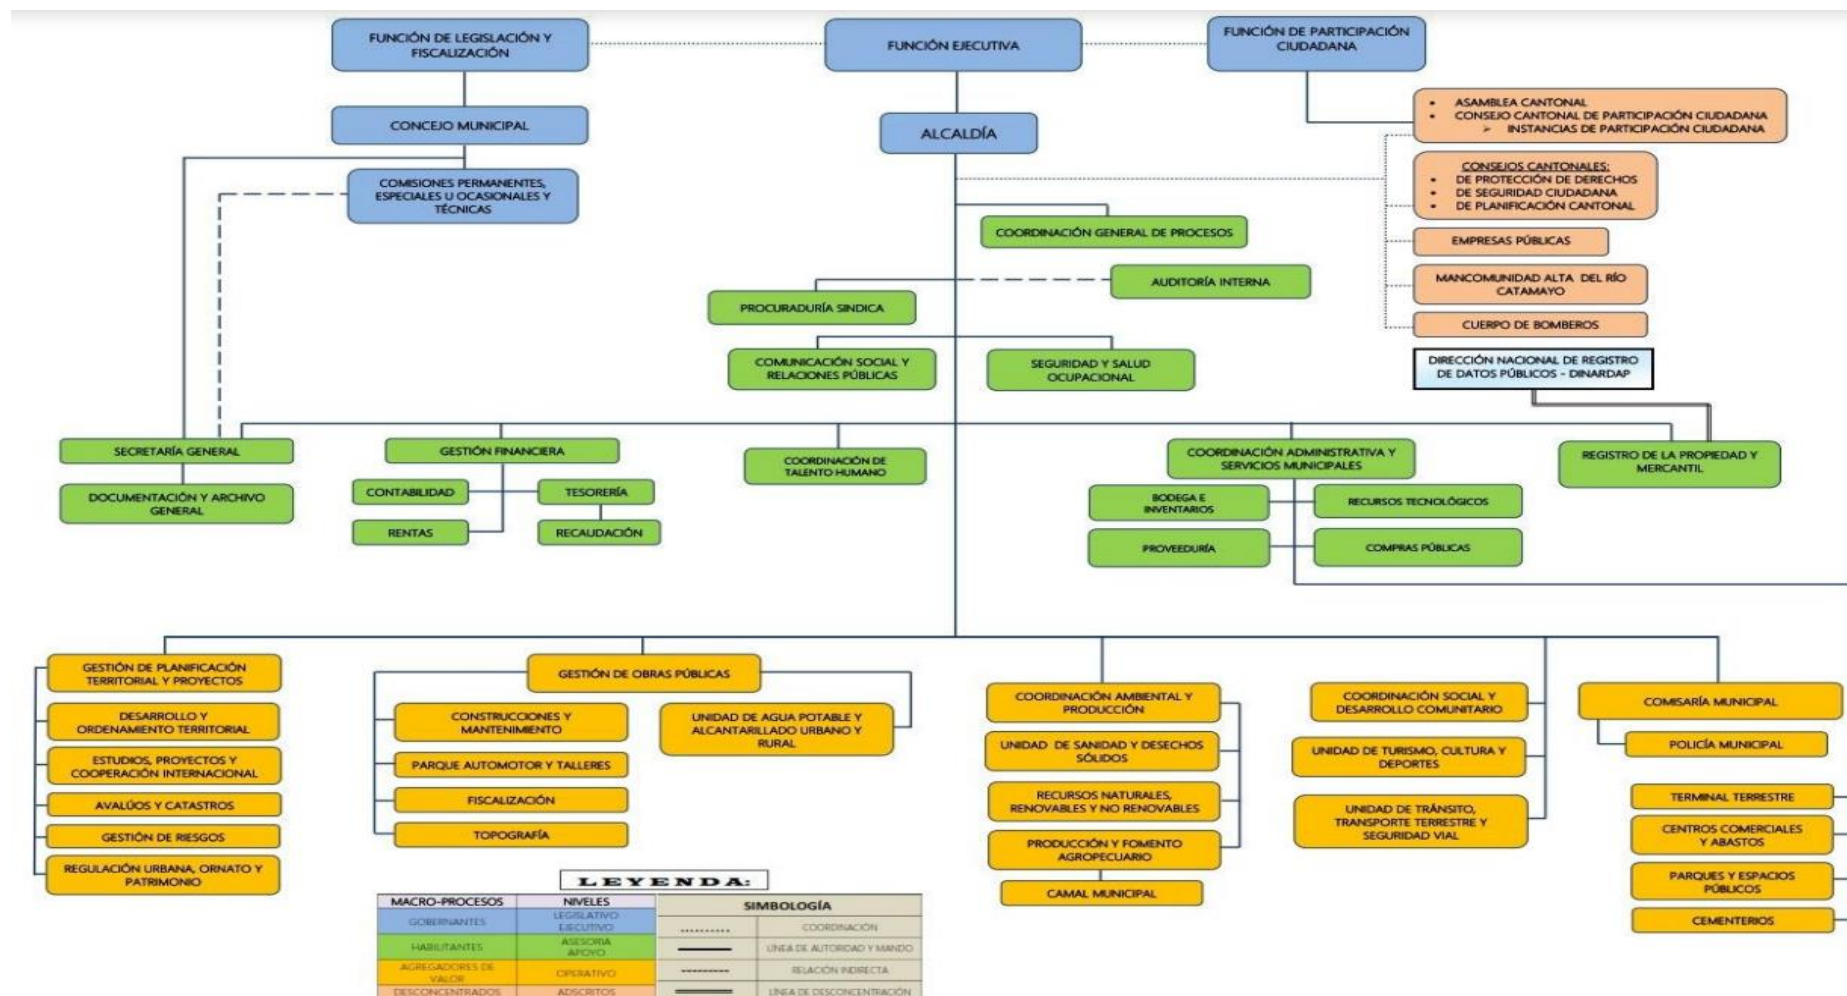 FUNCIÓN DE LEGISLACIÓN Y
FISCALIZACIÓN
FUNCIÓN EJECUTIVA
FUNCIÓN DE PARTICIPACIÓN
CIUDADANA
CONCEJO MUNICIPAL
ALCALDÍA
• ASAMBLEA CANTONAL
• CONSEJO CANTONAL DE PARTICIPACIÓN CIUDADANA
➢ INSTANCIAS DE PARTICIPACIÓN CIUDADANA
COMISIONES PERMANENTES,
ESPECIALES U OCASIONALES Y
TÉCNICAS
CONSEJOS CANTONALES:
• DE PROTECCIÓN DE DERECHOS
• DE SEGURIDAD CIUDADANA
• DE PLANIFICACIÓN CANTONAL
COORDINACIÓN GENERAL DE PROCESOS
EMPRESAS PÚBLICAS
AUDITORÍA INTERNA
MANCOMUNIDAD ALTA DEL RÍO
CATAMAYO
PROCURADURÍA SINDICA
CUERPO DE BOMBEROS
COMUNICACIÓN SOCIAL Y
RELACIONES PÚBLICAS
SEGURIDAD Y SALUD
OCUPACIONAL
DIRECCIÓN NACIONAL DE REGISTRO
DE DATOS PÚBLICOS - DINARDAP
SECRETARÍA GENERAL
DOCUMENTACIÓN Y ARCHIVO
GENERAL
GESTIÓN FINANCIERA
CONTABILIDAD
TESORERÍA
RENTAS
RECAUDACIÓN
COORDINACIÓN DE
TALENTO HUMANO
COORDINACIÓN ADMINISTRATIVA Y
SERVICIOS MUNICIPALES
BODEGA E
INVENTARIOS
RECURSOS TECNOLÓGICOS
PROVEEDURÍA
COMPRAS PÚBLICAS
REGISTRO DE LA PROPIEDAD Y
MERCANTIL
GESTIÓN DE PLANIFICACIÓN
TERRITORIAL Y PROYECTOS
DESARROLLO Y
ORDENAMIENTO TERRITORIAL
ESTUDIOS, PROYECTOS Y
COOPERACIÓN INTERNACIONAL
AVALÚOS Y CATASTROS
GESTIÓN DE RIESGOS
REGULACIÓN URBANA, ORNATO Y
PATRIMONIO
GESTIÓN DE OBRAS PÚBLICAS
CONSTRUCCIONES Y
MANTENIMIENTO
PARQUE AUTOMOTOR Y TALLERES
FISCALIZACIÓN
TOPOGRAFÍA
UNIDAD DE AGUA POTABLE Y
ALCANTARILLADO URBANO Y
RURAL
COORDINACIÓN AMBIENTAL Y
PRODUCCIÓN
UNIDAD DE SANIDAD Y DESECHOS
SÓLIDOS
RECURSOS NATURALES,
RENOVABLES Y NO RENOVABLES
PRODUCCIÓN Y FOMENTO
AGROPECUARIO
CAMAL MUNICIPAL
COORDINACIÓN SOCIAL Y
DESARROLLO COMUNITARIO
UNIDAD DE TURISMO, CULTURA Y
DEPORTES
UNIDAD DE TRÁNSITO,
TRANSPORTE TERRESTRE Y
SEGURIDAD VIAL
COMISARÍA MUNICIPAL
POLICÍA MUNICIPAL
TERMINAL TERRESTRE
CENTROS COMERCIALES
Y ABASTOS
PARQUES Y ESPACIOS
PÚBLICOS
CEMENTERIOS
LEYENDA:
MACRO-PROCESOS NIVELES SIMBOLOGÍA
GOBERNANTES LEGISLATIVO
EJECUTIVO COORDINACIÓN
HABILITANTES ASESORIA
APOYO LÍNEA DE AUTORIDAD Y MANDO
AGREGADORES DE
VALOR OPERATIVO RELACIÓN INDIRECTA
DESCONCENTRADOS ADSCRITOS LÍNEA DE DESCONCENTRACIÓN